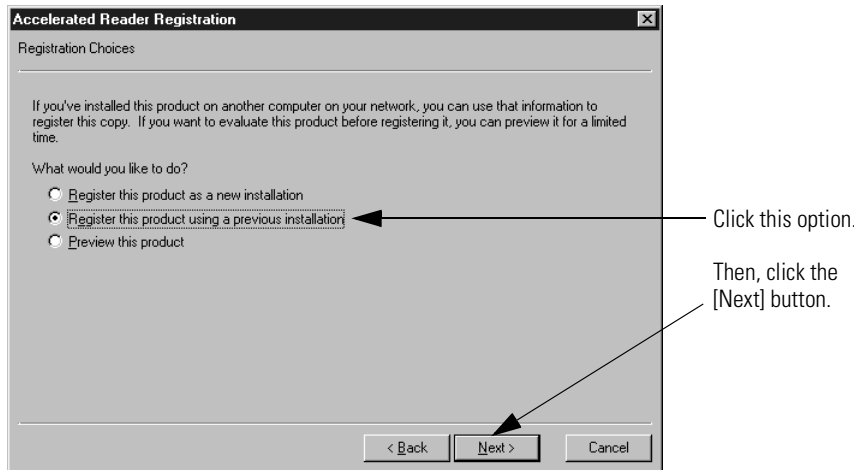 Accelerated Reader Registration
Registration Choices
If you've installed this product on another computer on your network, you can use that information to
register this copy.  If you want to evaluate this product before registering it, you can preview it for a limited
time.
What would you like to do?
Register this product as a new installation
Register this product using a previous installation
Preview this product
Click this option.
Then, click the
[Next] button.
< Back
Next >
Cancel